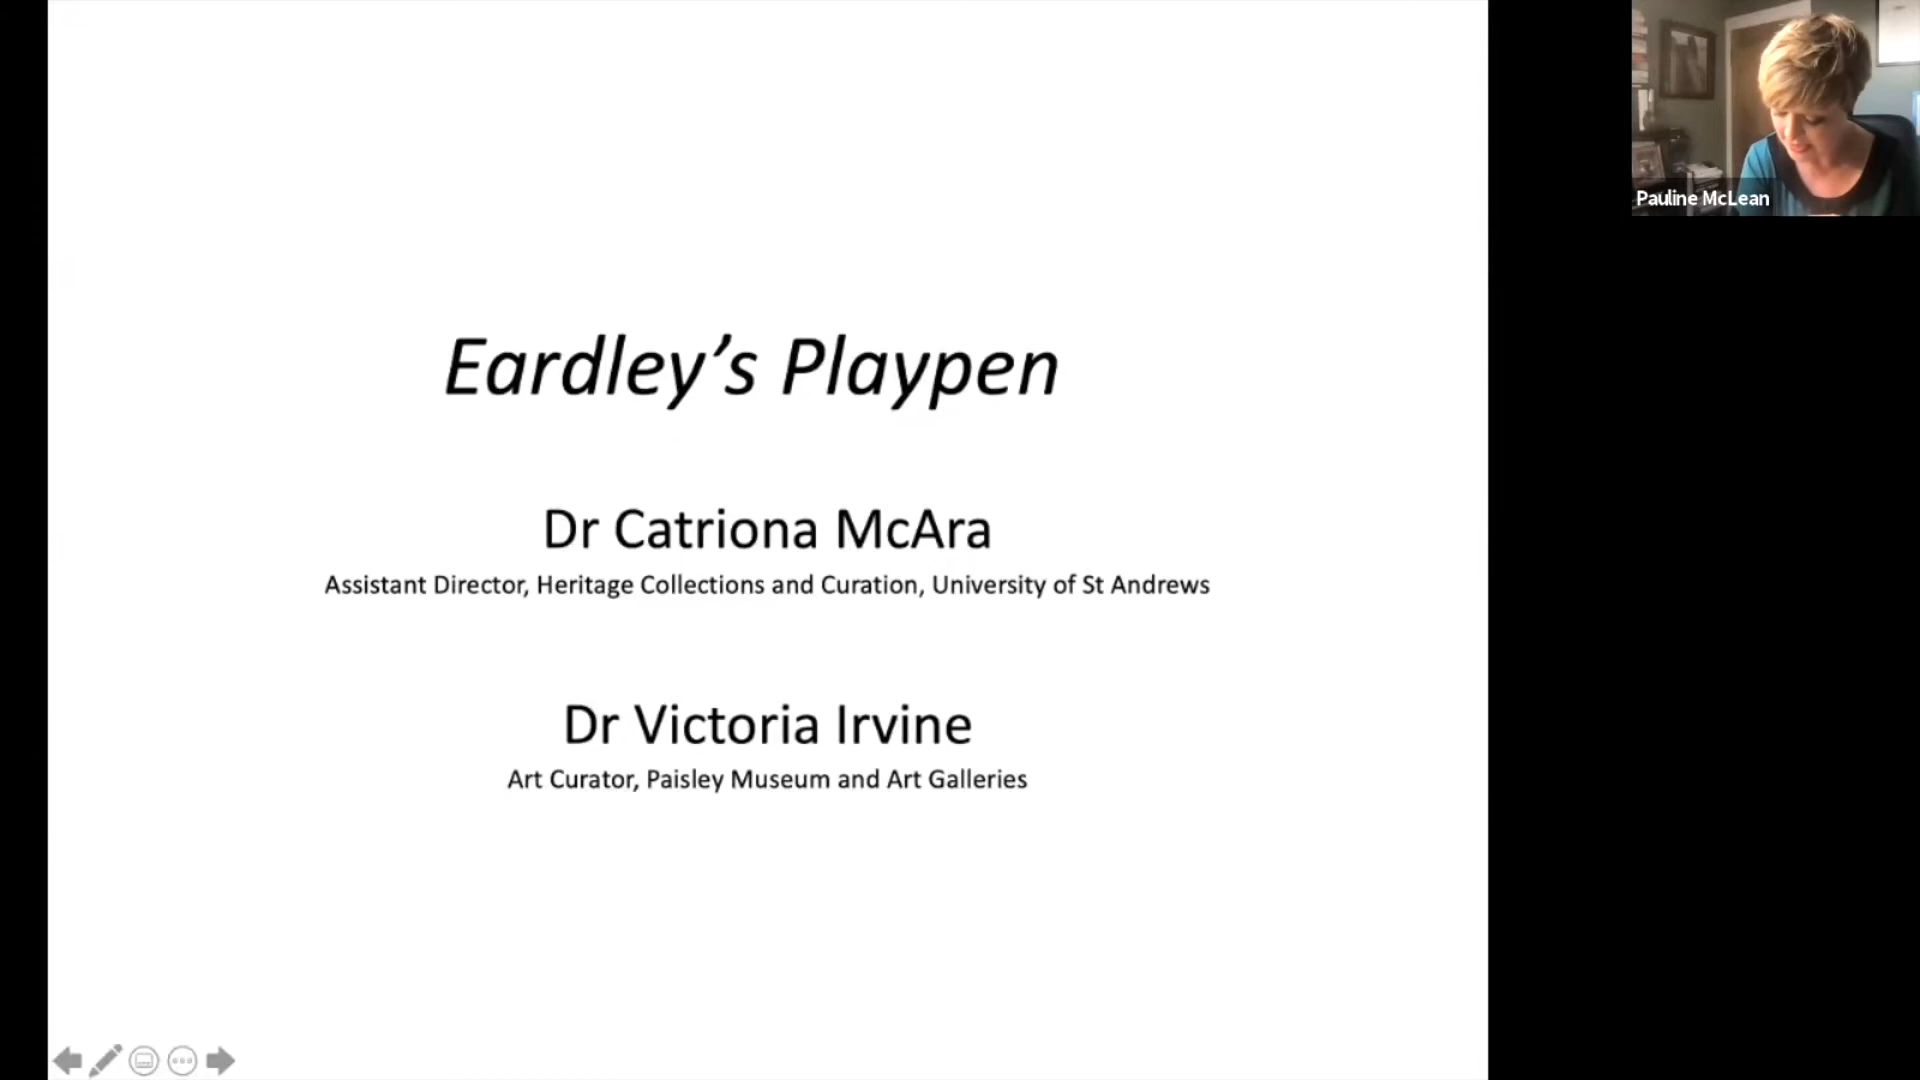 Eardley’s Playpen
Dr Catriona McAra
Assistant Director, Heritage Collections and Curation, University of St Andrews
Dr Victoria Irvine
Art Curator, Paisley Museum and Art Galleries
Pauline McLean